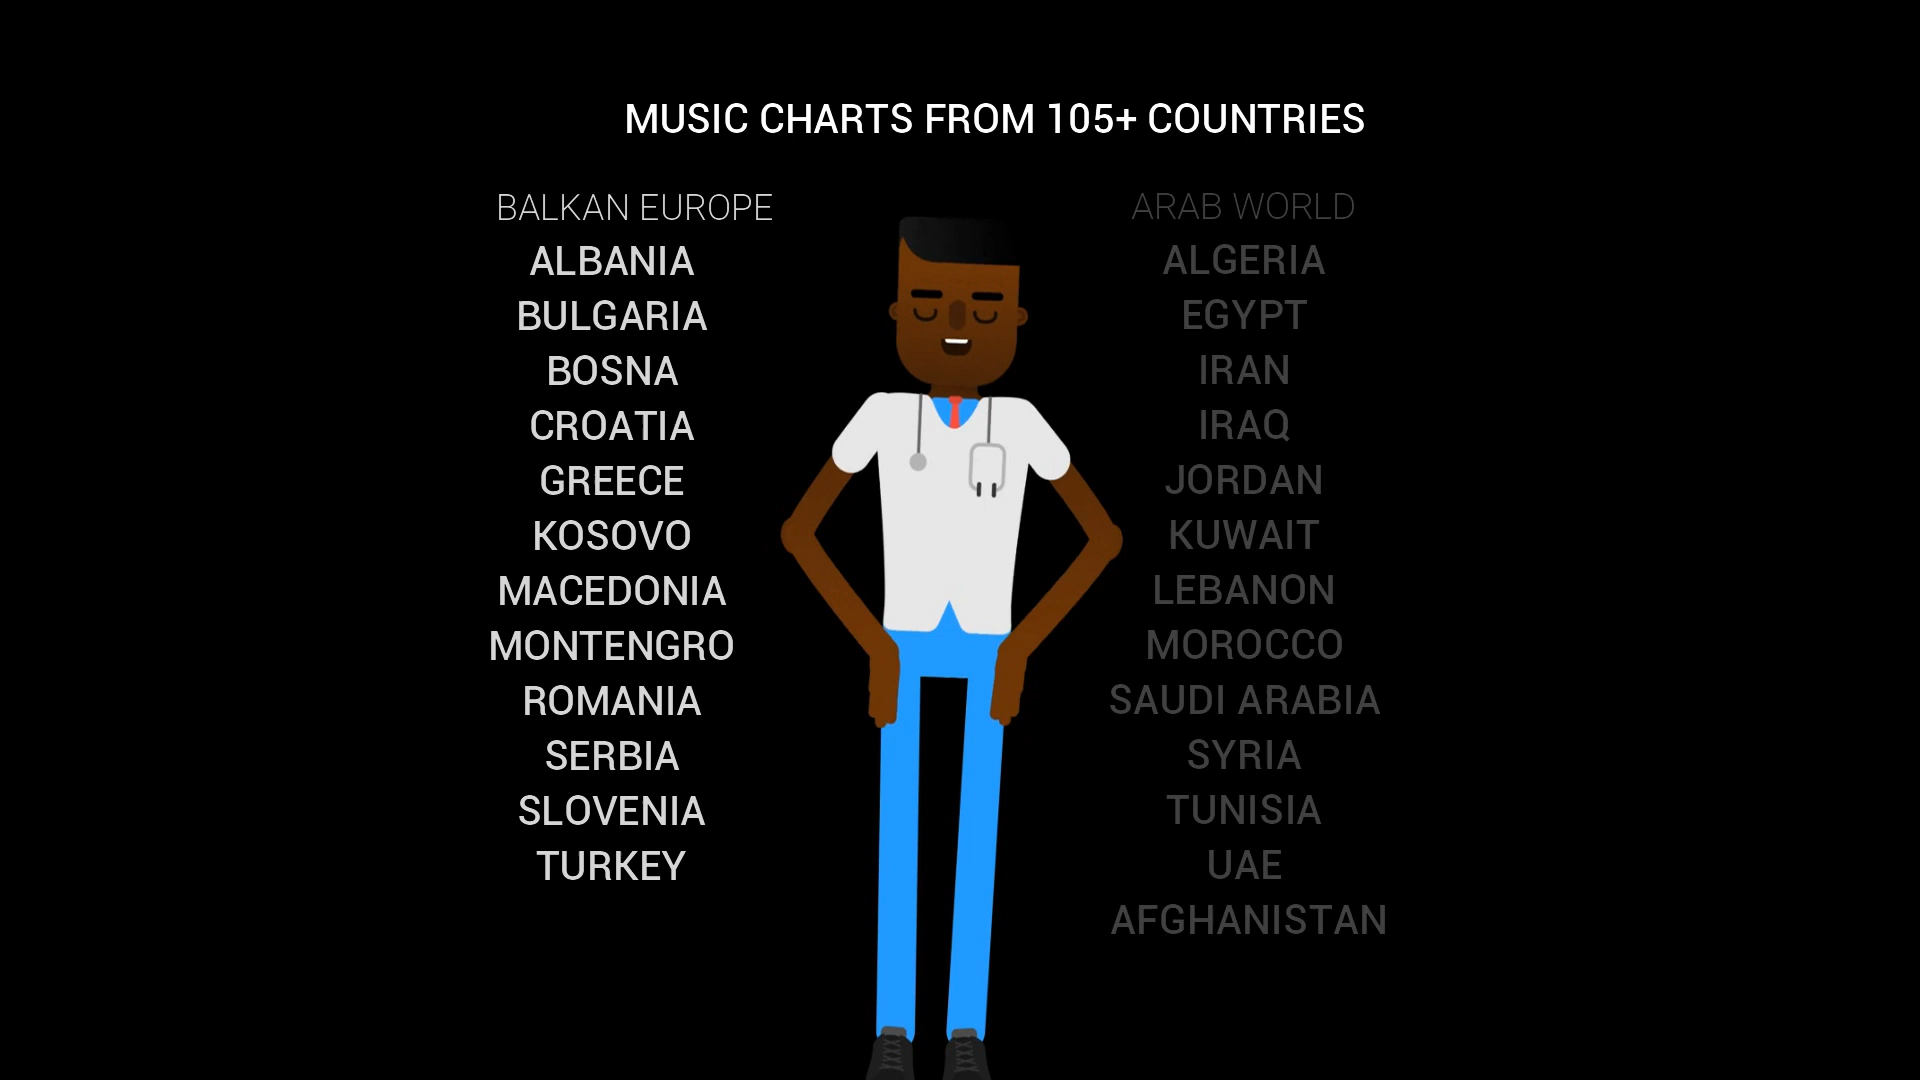 MUSIC CHARTS FROM 105+ COUNTRIES
BALKAN EUROPE
ALBANIA
BULGARIA
BOSNA
CROATIA
GREECE
KOSOVO
MACEDONIA
MONTENGRO
ROMANIA
SERBIA
SLOVENIA
TURKEY
ARAB WORLD
ALGERIA
EGYPT
IRAN
IRAQ
JORDAN
KUWAIT
LEBANON
MOROCCO
SAUDI ARABIA
SYRIA
TUNISIA
UAE
AFGHANISTAN